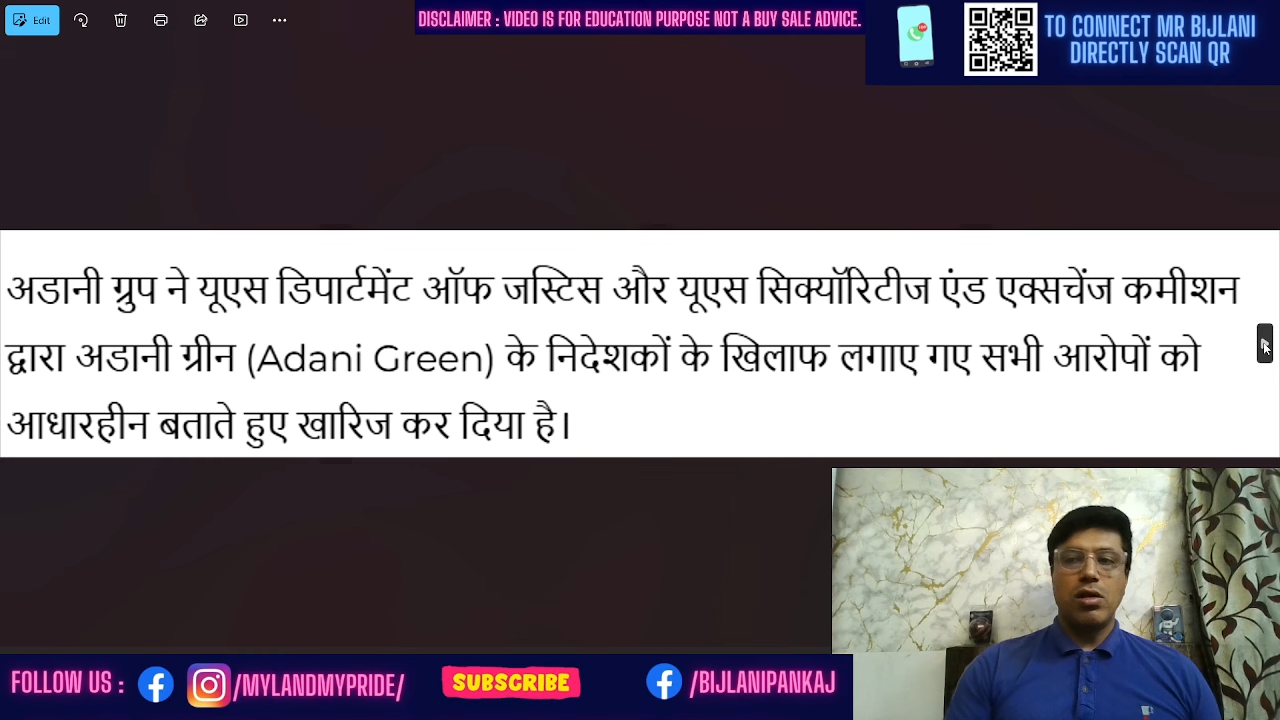 Edit
DISCLAIMER : VIDEO IS FOR EDUCATION PURPOSE NOT A BUY SALE ADVICE.
TO CONNECT MR BIJLANI
DIRECTLY SCAN QR
अडानी ग्रुप ने यूएस डिपार्टमेंट ऑफ जस्टिस और यूएस सिक्यॉरिटीज एंड एक्सचेंज कमीशन
द्वारा अडानी ग्रीन (Adani Green) के निदेशकों के खिलाफ लगाए गए सभी आरोपों को
आधारहीन बताते हुए खारिज कर दिया है।
FOLLOW US :
/MYLANDMYPRIDE/
SUBSCRIBE
/BIJLANIPANKAJ